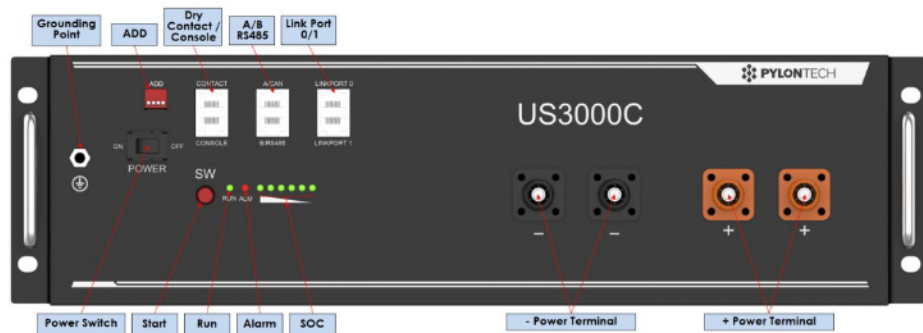 Grounding
Point
ADD
Dry
Contact /
Console
A/B
RS485
Link Port
0/1
ADD
CONTACT
A/CAN
LINKPORT 0
PYLONTECH
US3000C
ON
OFF
POWER
CONSOLE
B/RS485
LINKPORT 1
SW
RUN
ALM
–
–
+
+
Power Switch
Start
Run
Alarm
SOC
- Power Terminal
+ Power Terminal